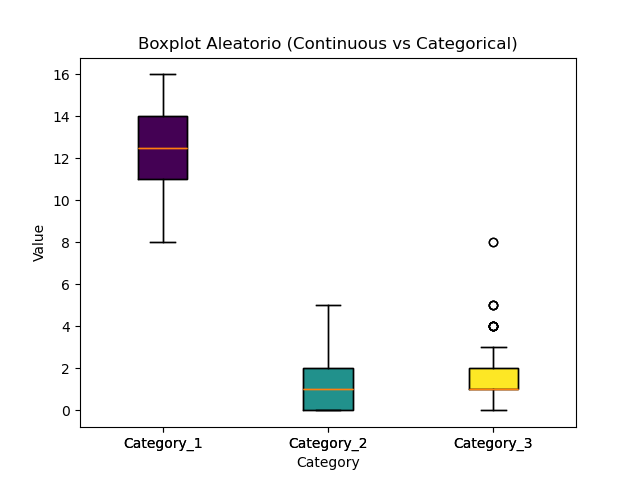 Boxplot Aleatorio (Continuous vs Categorical)
16
14
12
10
8
6
4
2
0
Value
Category_1
Category_2
Category_3
Category